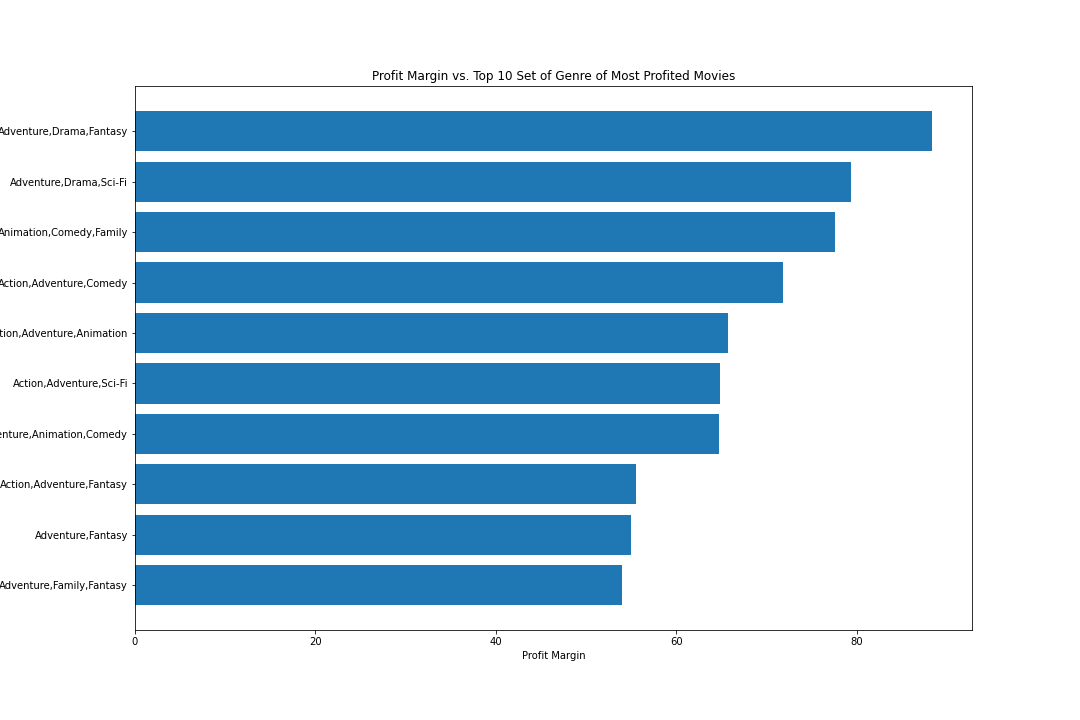 Profit Margin vs. Top 10 Set of Genre of Most Profited Movies
Adventure,Drama,Fantasy
Adventure,Drama,Sci-Fi
Animation,Comedy,Family
Action,Adventure,Comedy
tion,Adventure,Animation
Action,Adventure,Sci-Fi
enture,Animation,Comedy
Action,Adventure,Fantasy
Adventure,Fantasy
Adventure,Family,Fantasy
0 20 40 60 80
Profit Margin